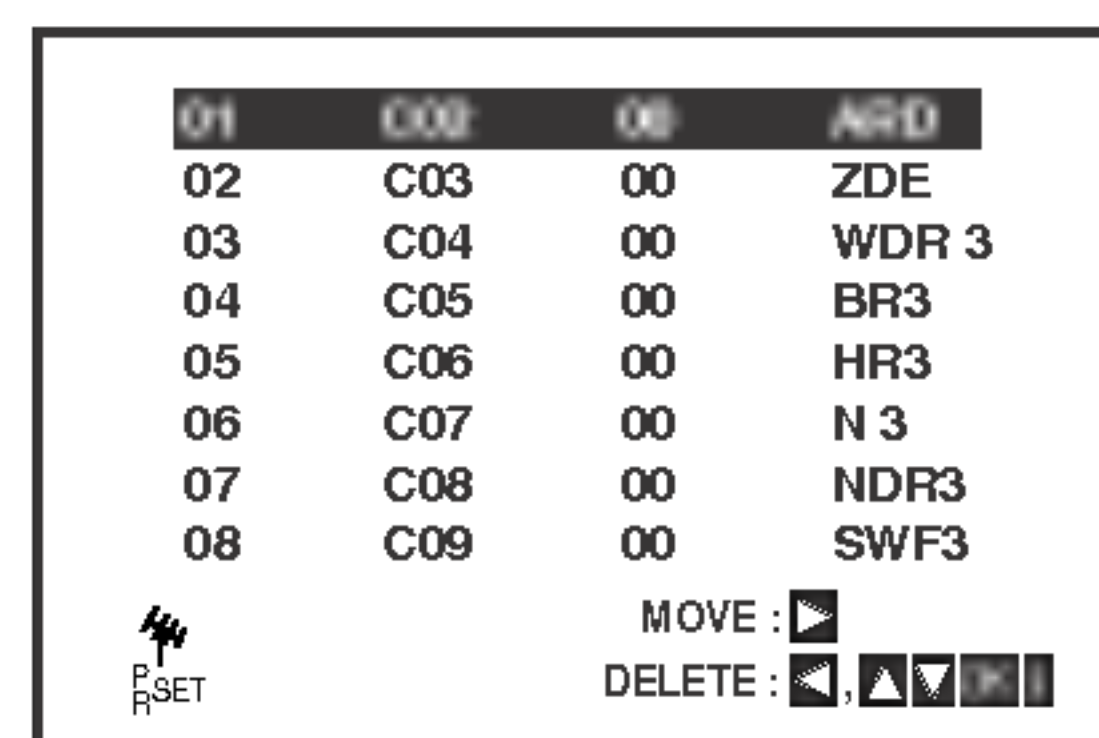 01 C02 00 ARD
02 C03 00 ZDE
03 C04 00 WDR 3
04 C05 00 BR3
05 C06 00 HR3
06 C07 00 N 3
07 C08 00 NDR3
08 C09 00 SWF3
MOVE : ▷
DELETE : ◁ , △ ▽ OK i
PR SET